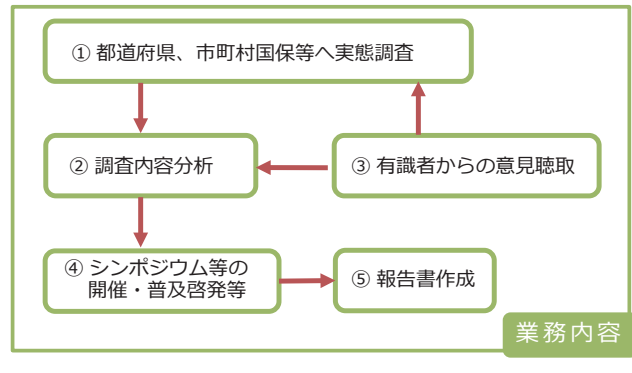 ① 都道府県、市町村国保等へ実態調査
② 調査内容分析
③ 有識者からの意見聴取
④ シンポジウム等の
開催・普及啓発等
⑤ 報告書作成
業務内容